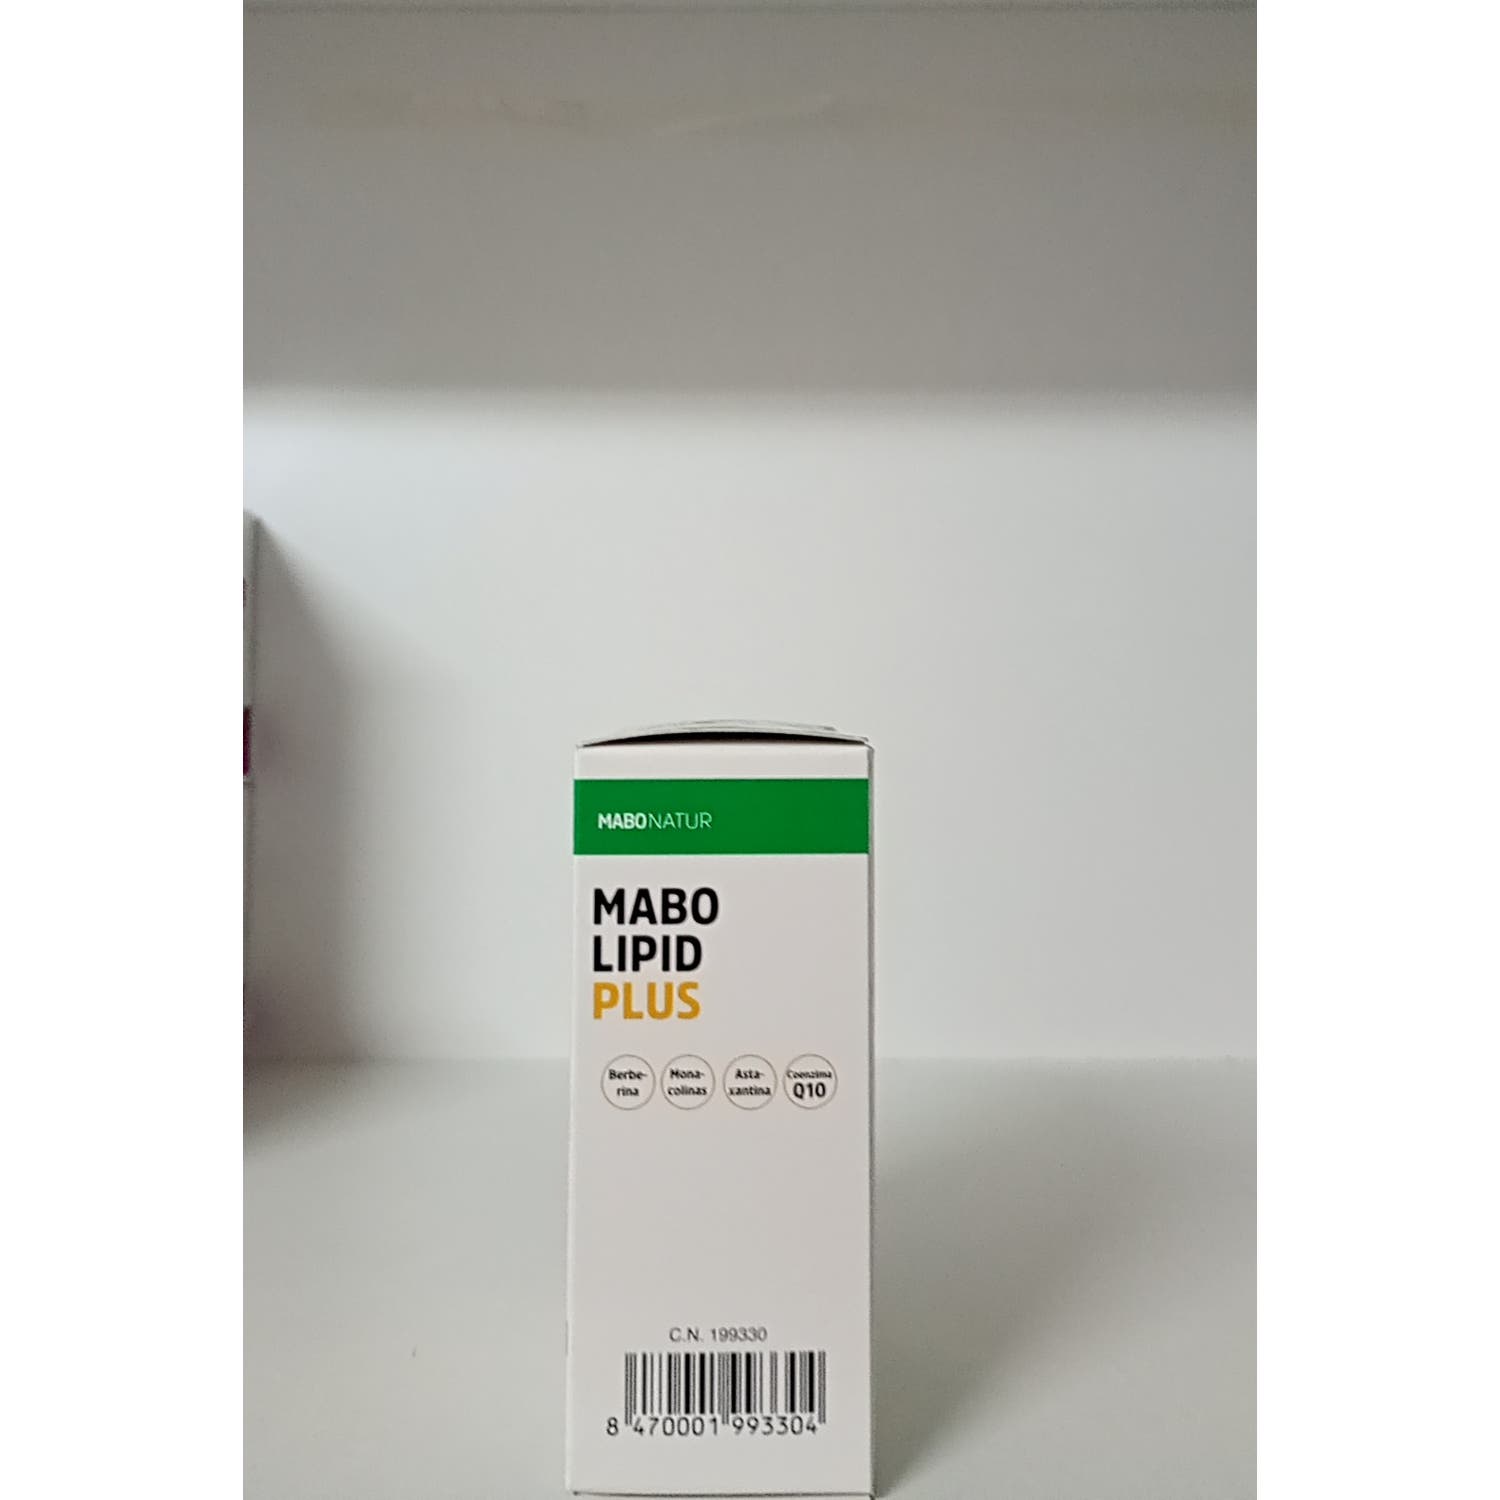 MABONATUR
MABO
LIPID
PLUS
Berbe-
rina
Mona-
colinas
Asta-
xantina
Coenzima
Q10
C.N. 199330
8 470001 993304